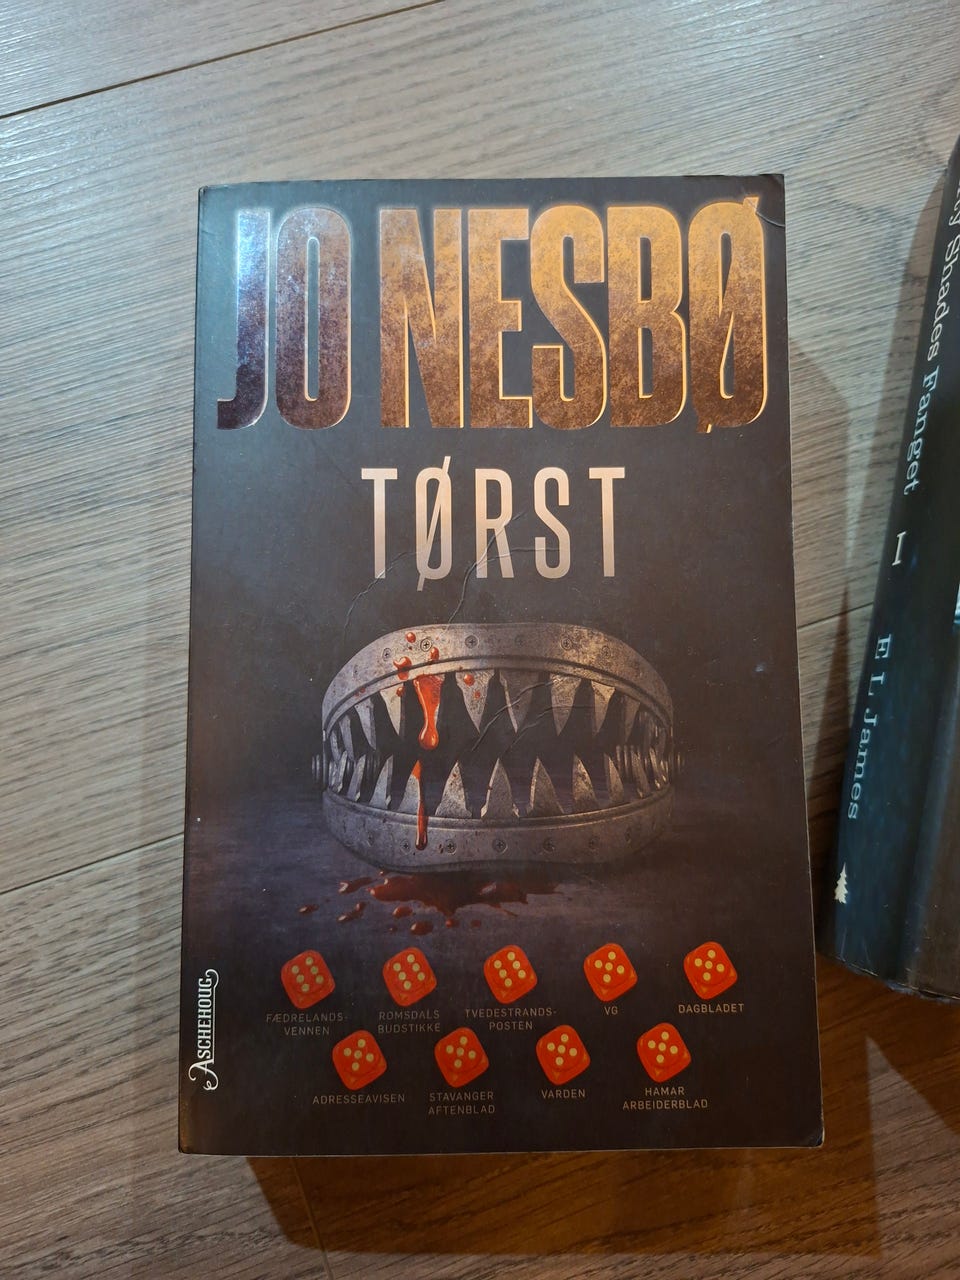 JO NESBØ
TØRST
FÆDRELANDS-
VENNEN
ROMSDALS
BUDSTIKKE
TVEDESTRANDS-
POSTEN
VG
DAGBLADET
ADRESSEAVISEN
STAVANGER
AFTENBLAD
VARDEN
HAMAR
ARBEIDERBLAD
ASCHEHOUG
Shades Fanget I E L James